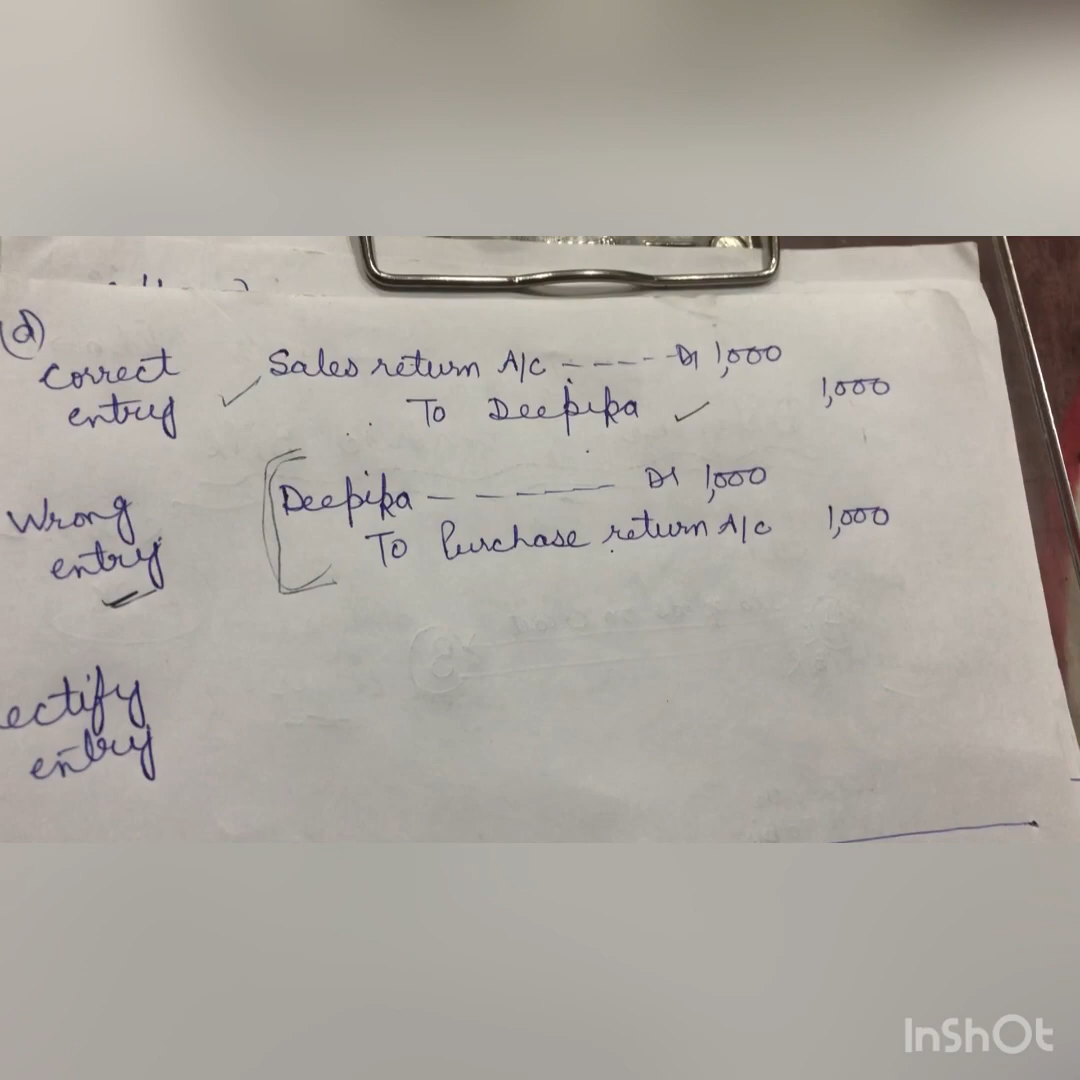 (d)
Correct entry Sales return A/c ----- Dr 1,000
To Deepika 1,000
Wrong entry Deepika ------ Dr 1,000
To Purchase return A/c 1,000
ectify entry
InShOt